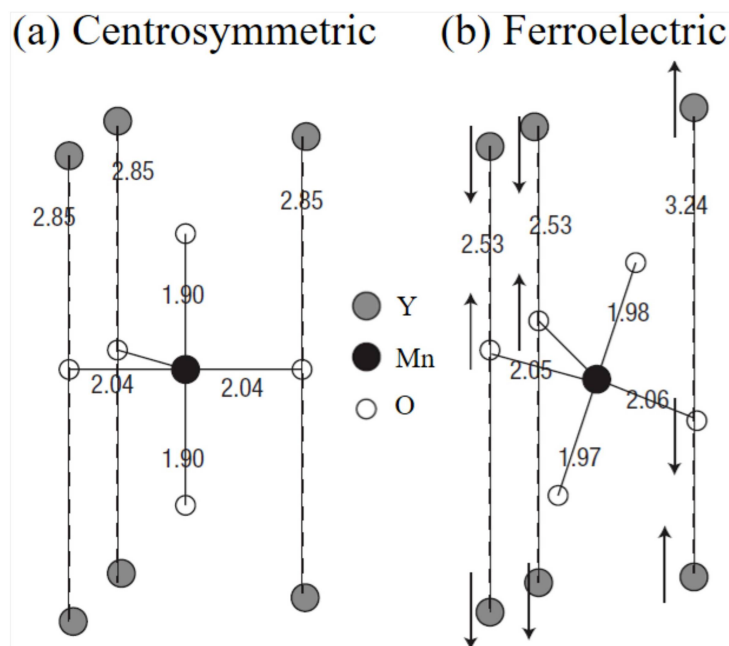 (a) Centrosymmetric
2.85
2.85
2.85
1.90
2.04
2.04
1.90
Y
Mn
O
(b) Ferroelectric
2.53
2.53
3.24
1.98
2.05
2.06
1.97